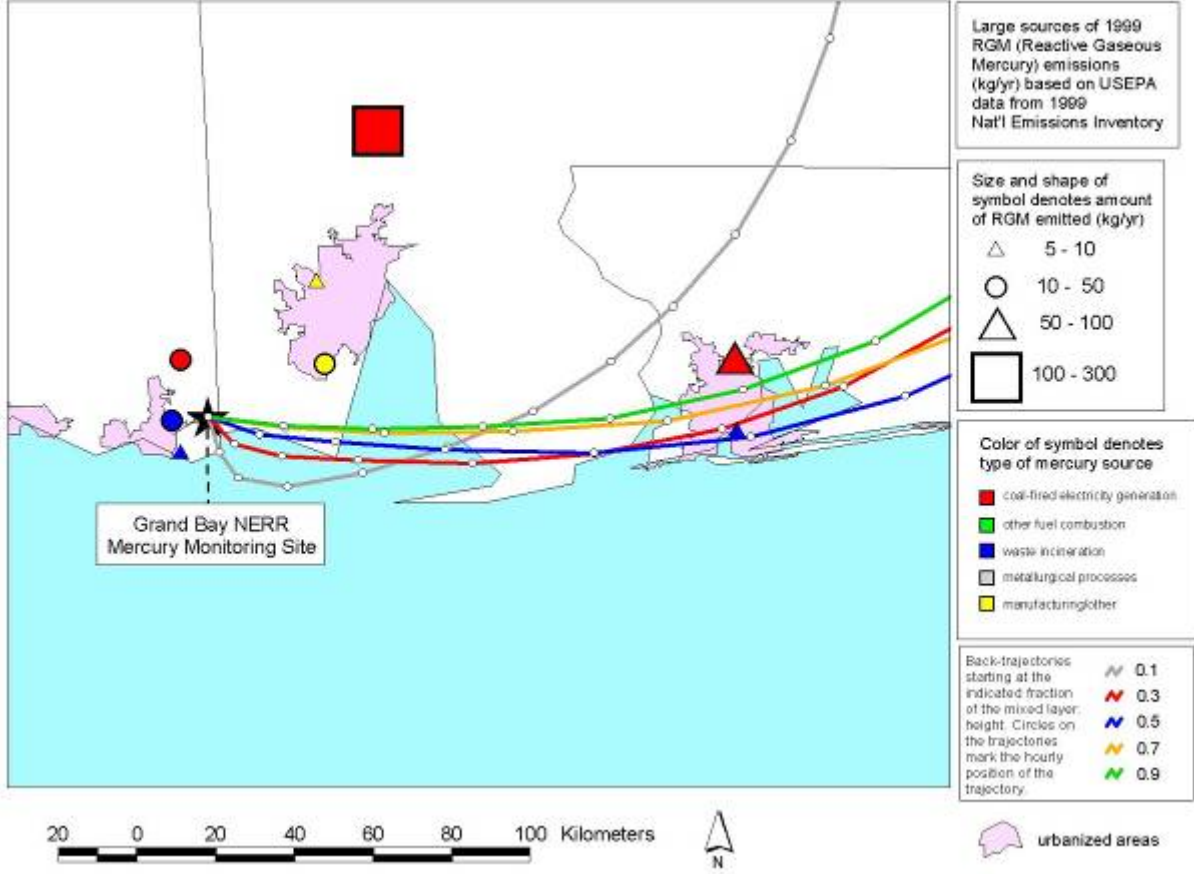 Large sources of 1999
RGM (Reactive Gaseous
Mercury) emissions
(kg/yr) based on USEPA
data from 1999
Nat'l Emissions Inventory
Size and shape of
symbol denotes amount
of RGM emitted (kg/yr)
5 - 10
10 - 50
50 - 100
100 - 300
Color of symbol denotes
type of mercury source
coal-fired electricity generation
other fuel combustion
waste incineration
metallurgical processes
manufacturing/other
Grand Bay NERR
Mercury Monitoring Site
Back-trajectories
starting at the
indicated fraction
of the mixed layer
height. Circles on
the trajectories
mark the hourly
position of the
trajectory.
0.1
0.3
0.5
0.7
0.9
20 0 20 40 60 80 100 Kilometers
N
urbanized areas